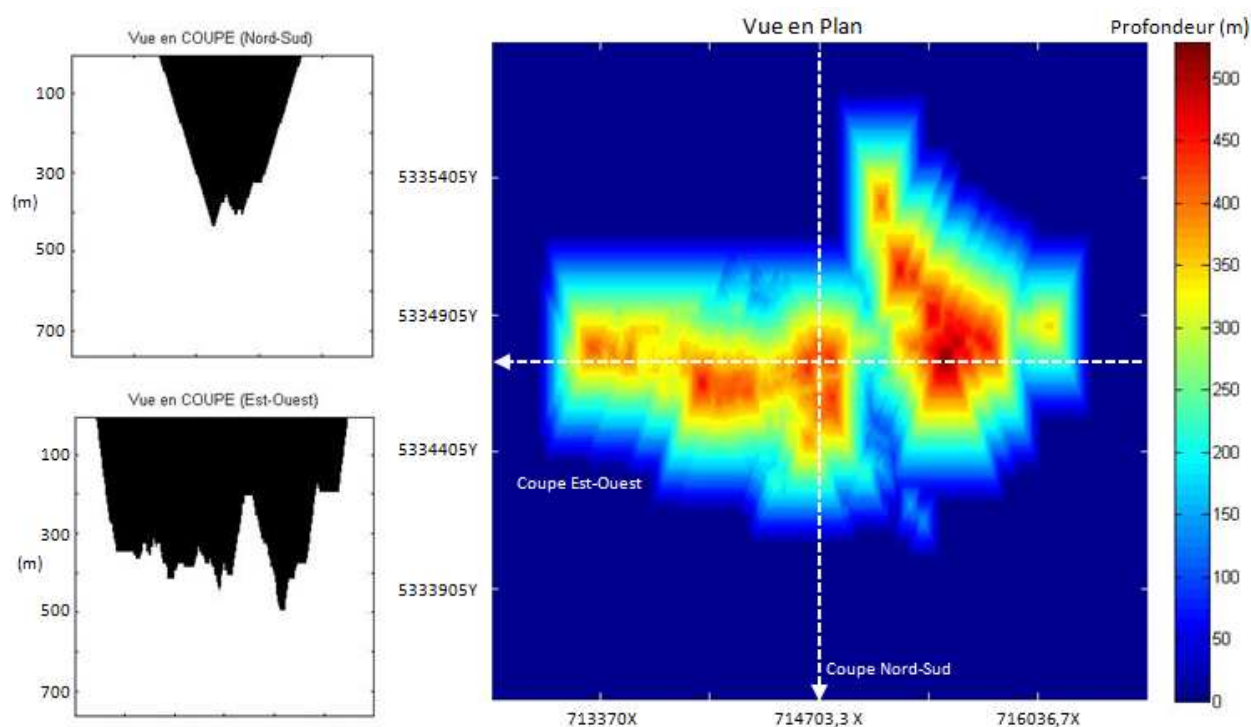 Vue en COUPE (Nord-Sud)
100
300
(m)
500
700
Vue en COUPE (Est-Ouest)
100
300
(m)
500
700
Vue en Plan
5335405Y
5334905Y
5334405Y
5333905Y
Coupe Est-Ouest
Coupe Nord-Sud
713370X
714703,3 X
716036,7X
Profondeur (m)
500
450
400
350
300
250
200
150
100
50
0